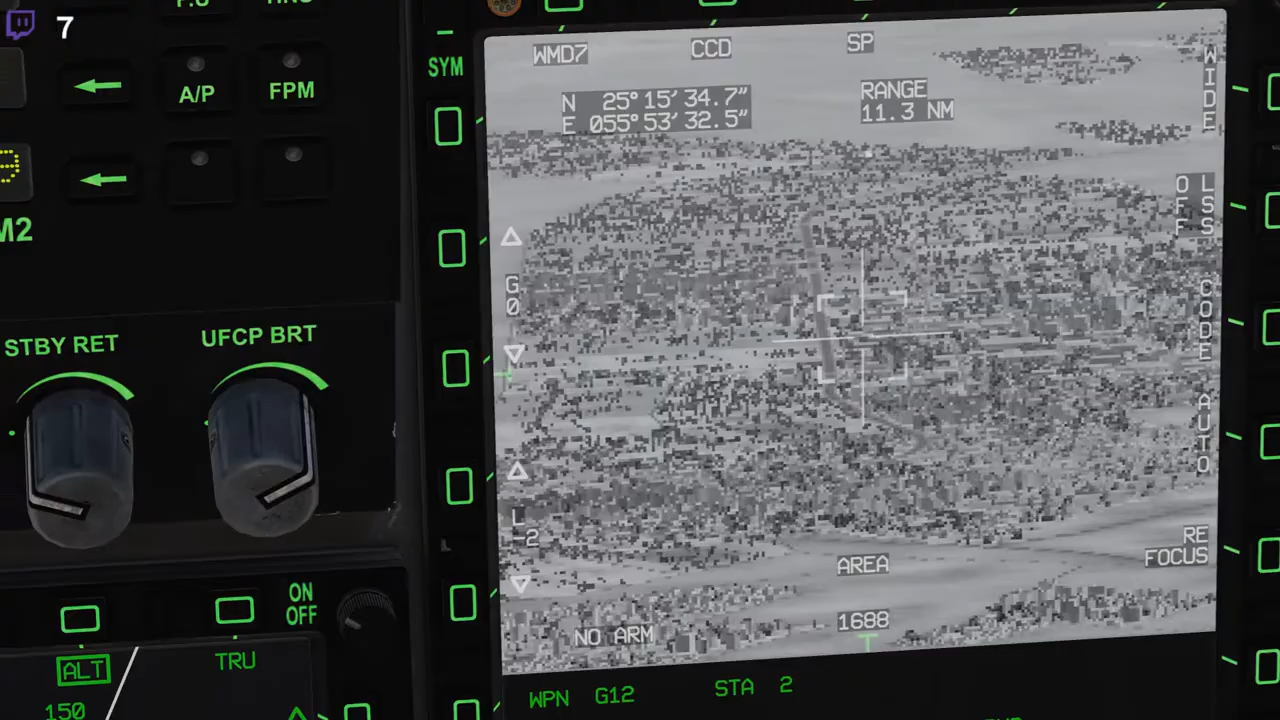 7
SYM
A/P
FPM
M2
STBY RET
UFCP BRT
ON
OFF
ALT
TRU
150
WMD7
CCD
SP
WIDE
N 25°15'34.7"
E 055°53'32.5"
RANGE
11.3 NM
LSS
OFF
G
0
CODE AUTO
L
-2
RE
FOCUS
AREA
NO ARM
1688
T
WPN G12
STA 2